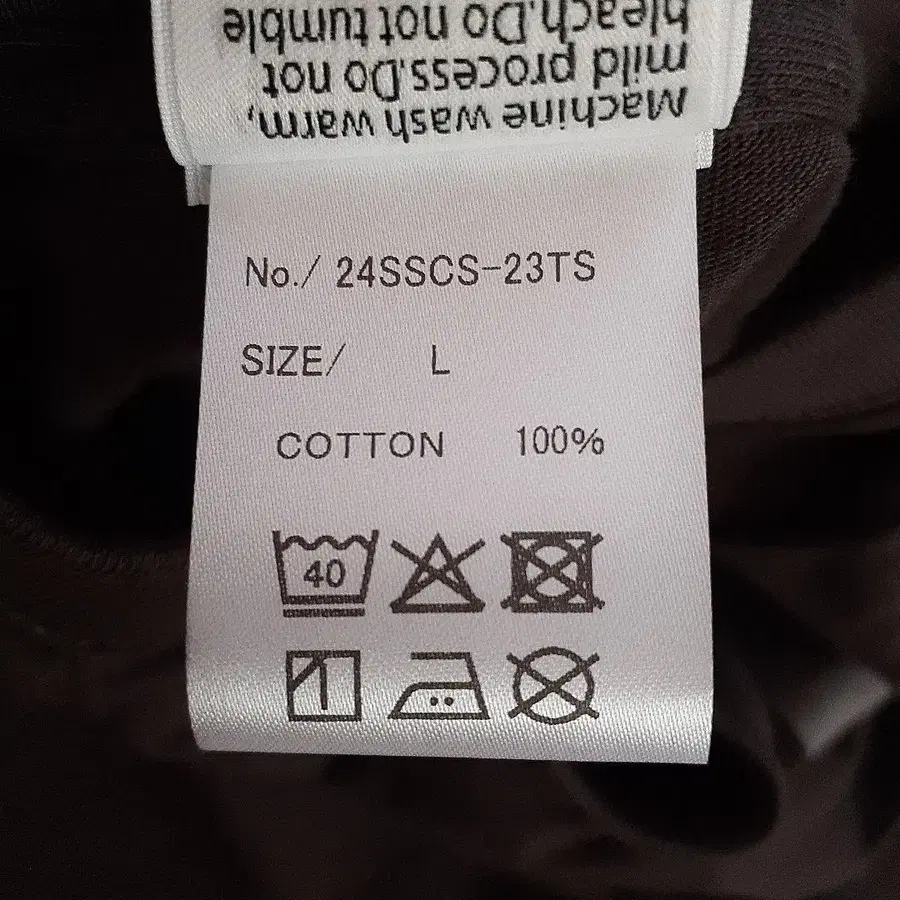 Machine wash warm,
mild process.Do not
bleach.Do not tumble
No./ 24SSCS-23TS
SIZE/ L
COTTON 100%
40